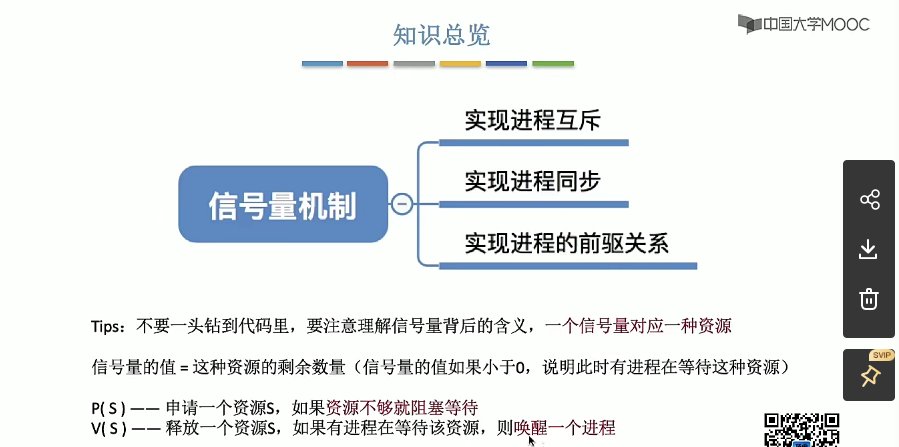 知识总览
中国大学MOOC
实现进程互斥
信号量机制
实现进程同步
实现进程的前驱关系
Tips：不要一头钻到代码里，要注意理解信号量背后的含义，一个信号量对应一种资源
信号量的值 = 这种资源的剩余数量（信号量的值如果小于0，说明此时有进程在等待这种资源）
P( S ) —— 申请一个资源S，如果资源不够就阻塞等待
V( S ) —— 释放一个资源S，如果有进程在等待该资源，则唤醒一个进程
SVIP